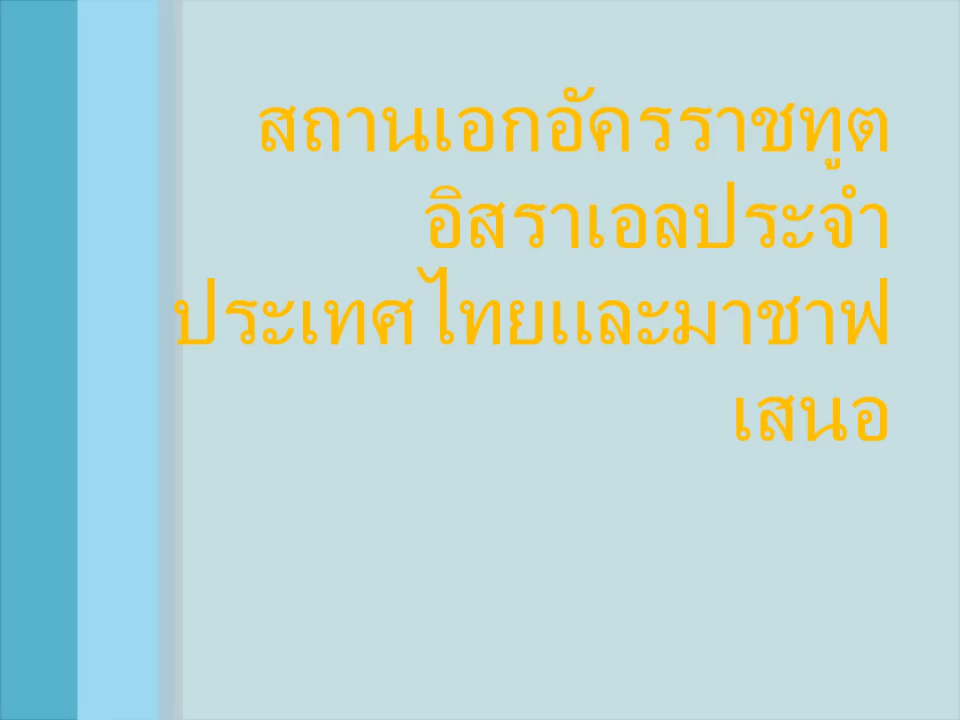 สถานเอกอัครราชทูต
อิสราเอลประจำ
ประเทศไทยและมาชาฟ
เสนอ